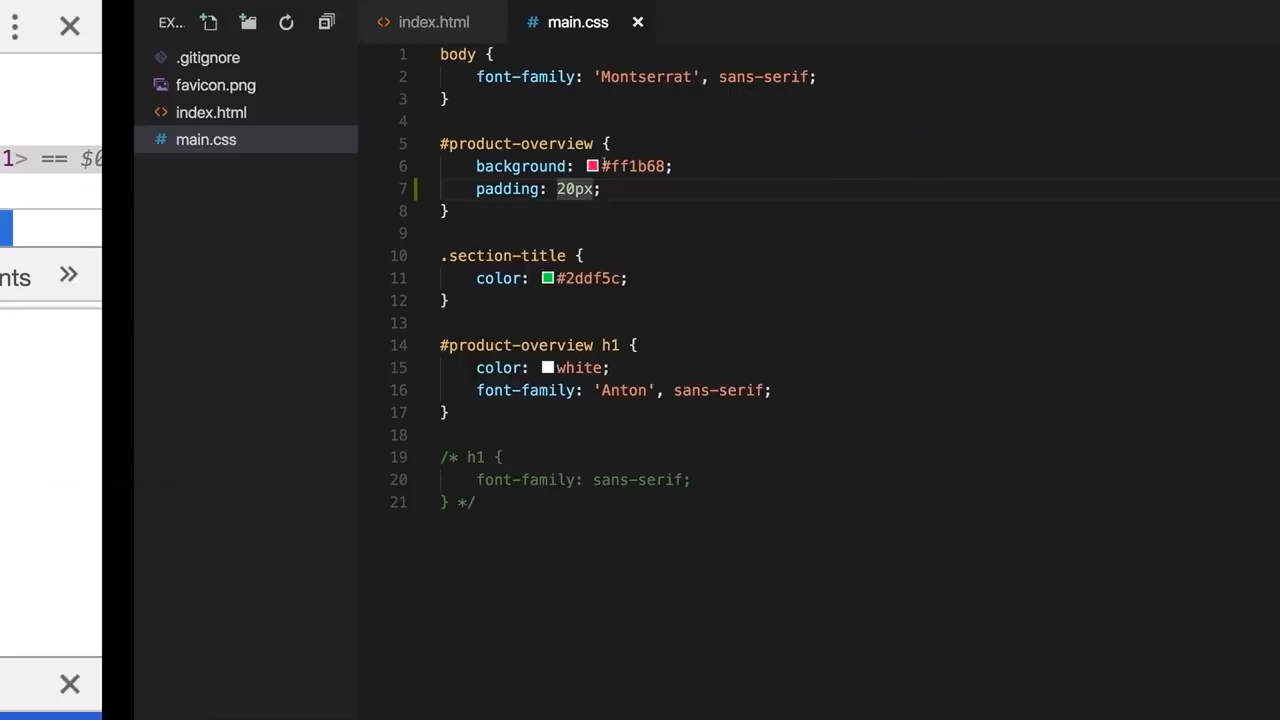 1> == $0
nts »
EX...
.gitignore
favicon.png
index.html
main.css
index.html
main.css
1 body {
2 font-family: 'Montserrat', sans-serif;
3 }
4
5 #product-overview {
6 background: #ff1b68;
7 padding: 20px;
8 }
9
10 .section-title {
11 color: #2ddf5c;
12 }
13
14 #product-overview h1 {
15 color: white;
16 font-family: 'Anton', sans-serif;
17 }
18
19 /* h1 {
20 font-family: sans-serif;
21 } */